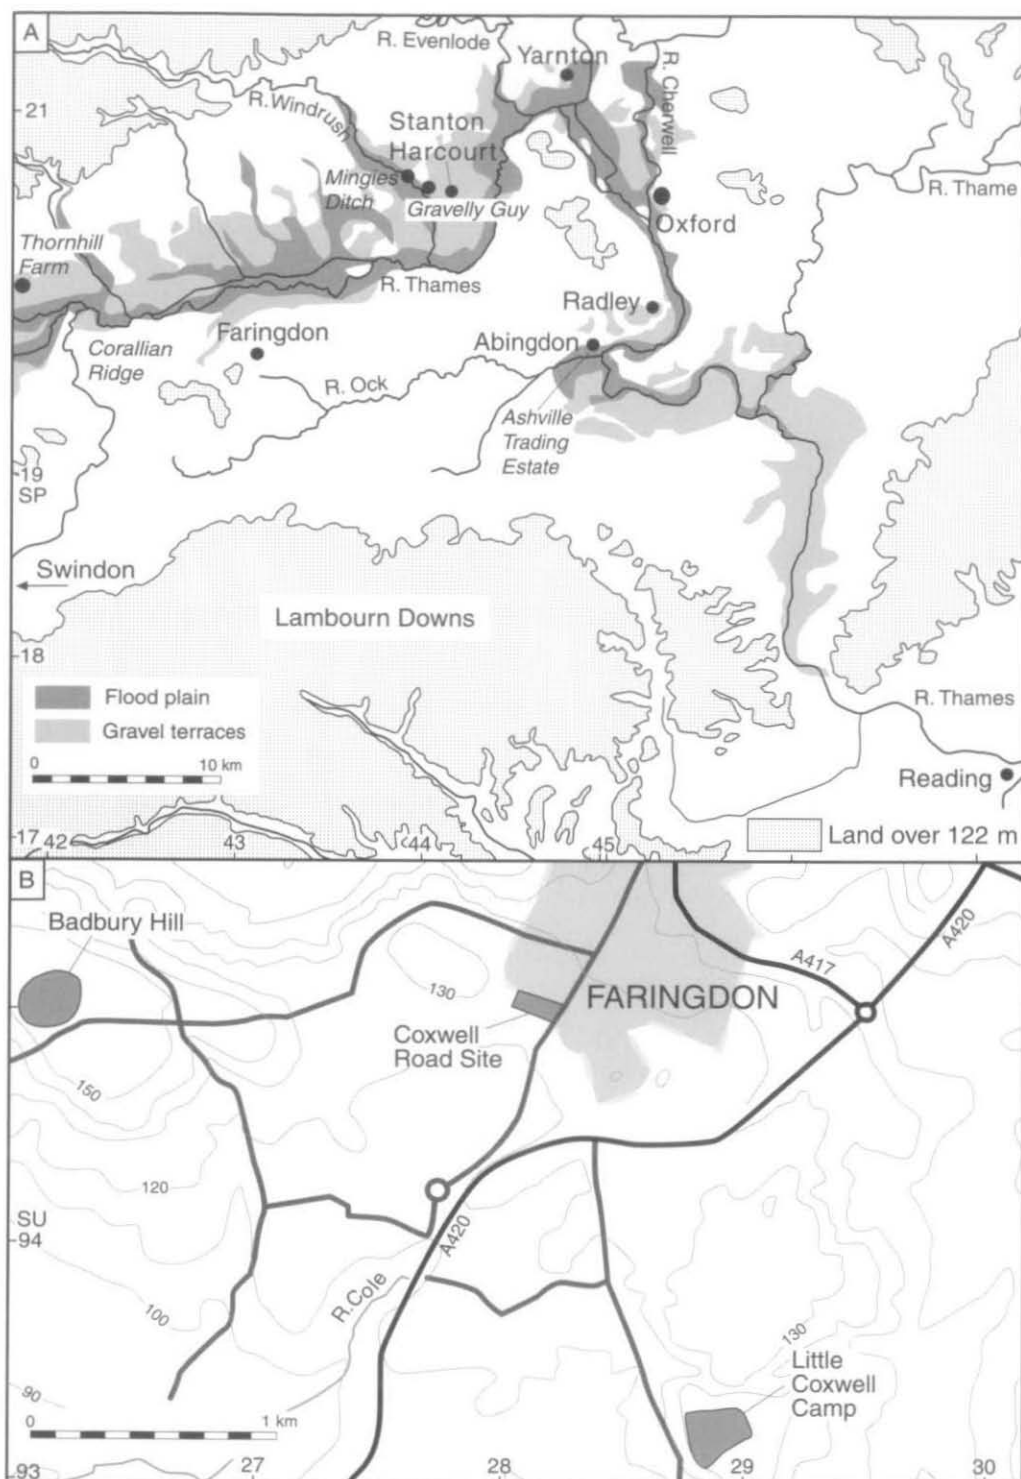 A
R. Evenlode
Yarnton
R. Cherwell
21
R. Windrush
Stanton
Harcourt
Mingies
Ditch
Gravelly Guy
R. Thame
Oxford
Thornhill
Farm
R. Thames
Radley
Faringdon
Abingdon
Corallian
Ridge
R. Ock
Ashville
Trading
Estate
19
SP
Swindon
Lambourn Downs
18
Flood plain
Gravel terraces
0 10 km
R. Thames
Reading
17
42 43 44 45
Land over 122 m
B
Badbury Hill
A420
A417
130
FARINGDON
Coxwell
Road Site
150
120
SU
94
A420
R.Cole
100
130
Little
Coxwell
Camp
90
0 1 km
93
27 28 29 30